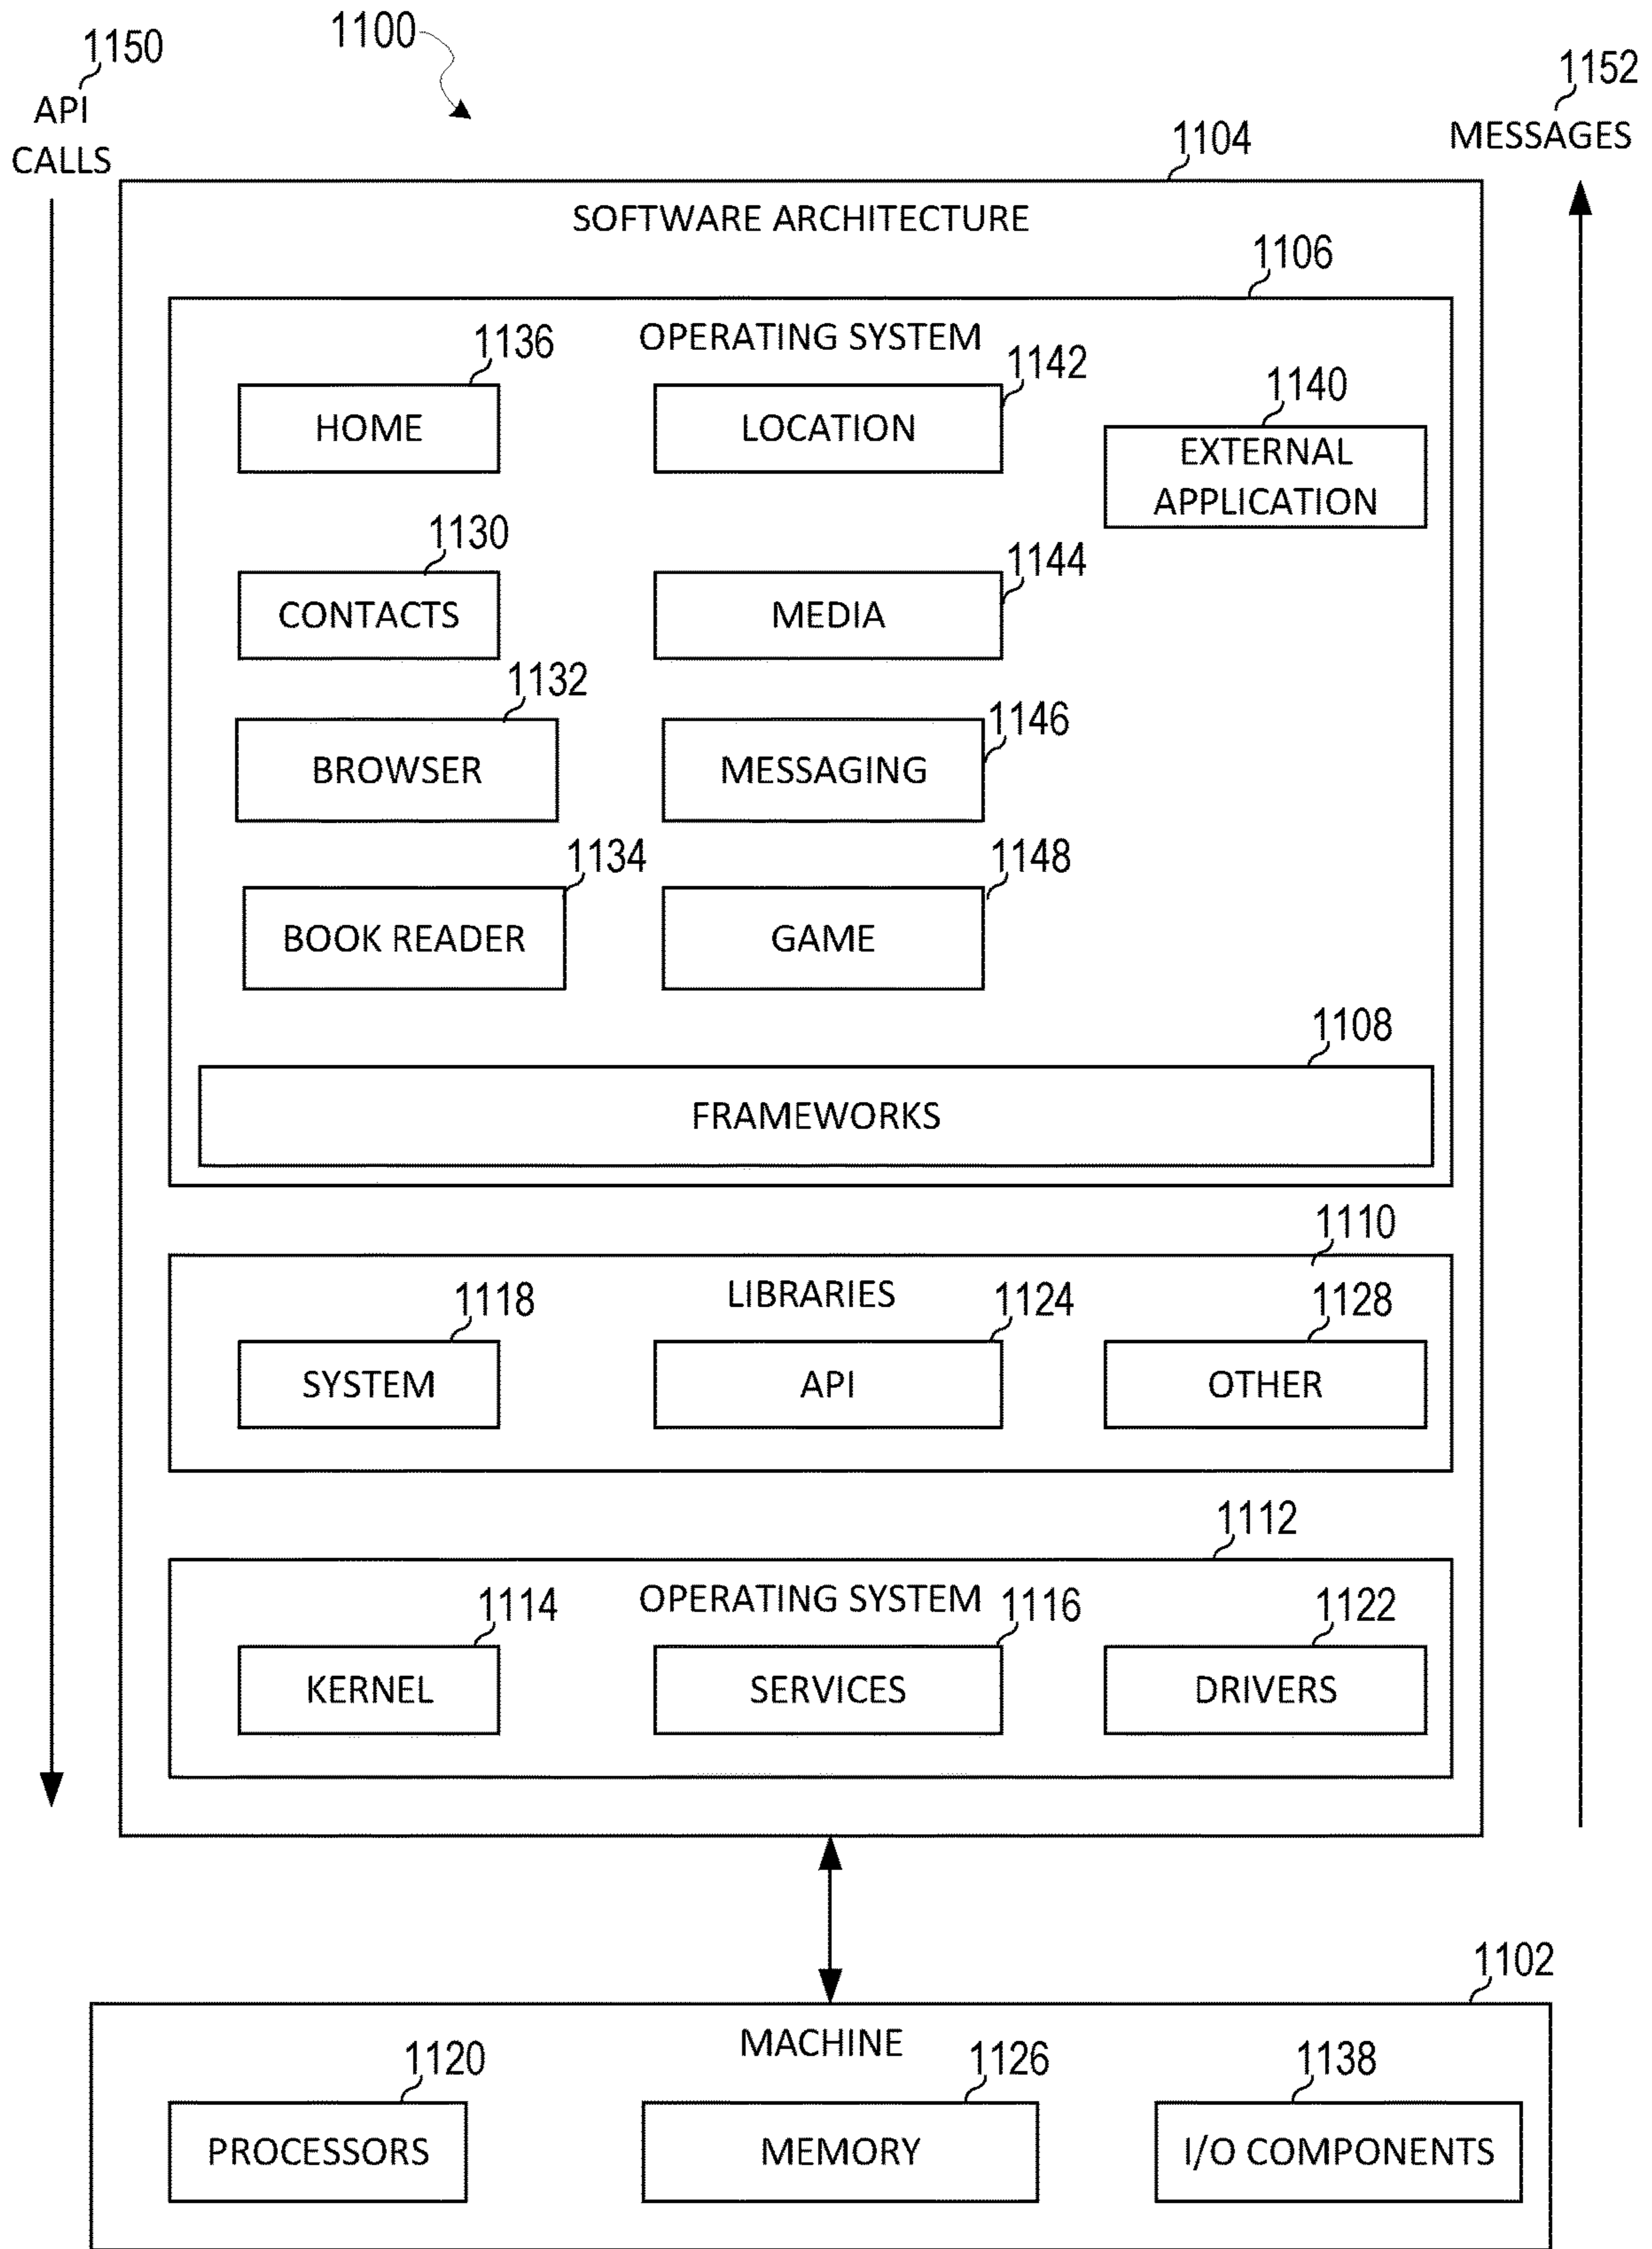 1150
1100
1152
API
CALLS
MESSAGES
1104
SOFTWARE ARCHITECTURE
1106
OPERATING SYSTEM
1136
1142
1140
HOME
LOCATION
EXTERNAL
APPLICATION
1130
1144
CONTACTS
MEDIA
1132
1146
BROWSER
MESSAGING
1134
1148
BOOK READER
GAME
1108
FRAMEWORKS
1110
LIBRARIES
1118
1124
1128
SYSTEM
API
OTHER
1112
OPERATING SYSTEM
1114
1116
1122
KERNEL
SERVICES
DRIVERS
1102
MACHINE
1120
1126
1138
PROCESSORS
MEMORY
I/O COMPONENTS